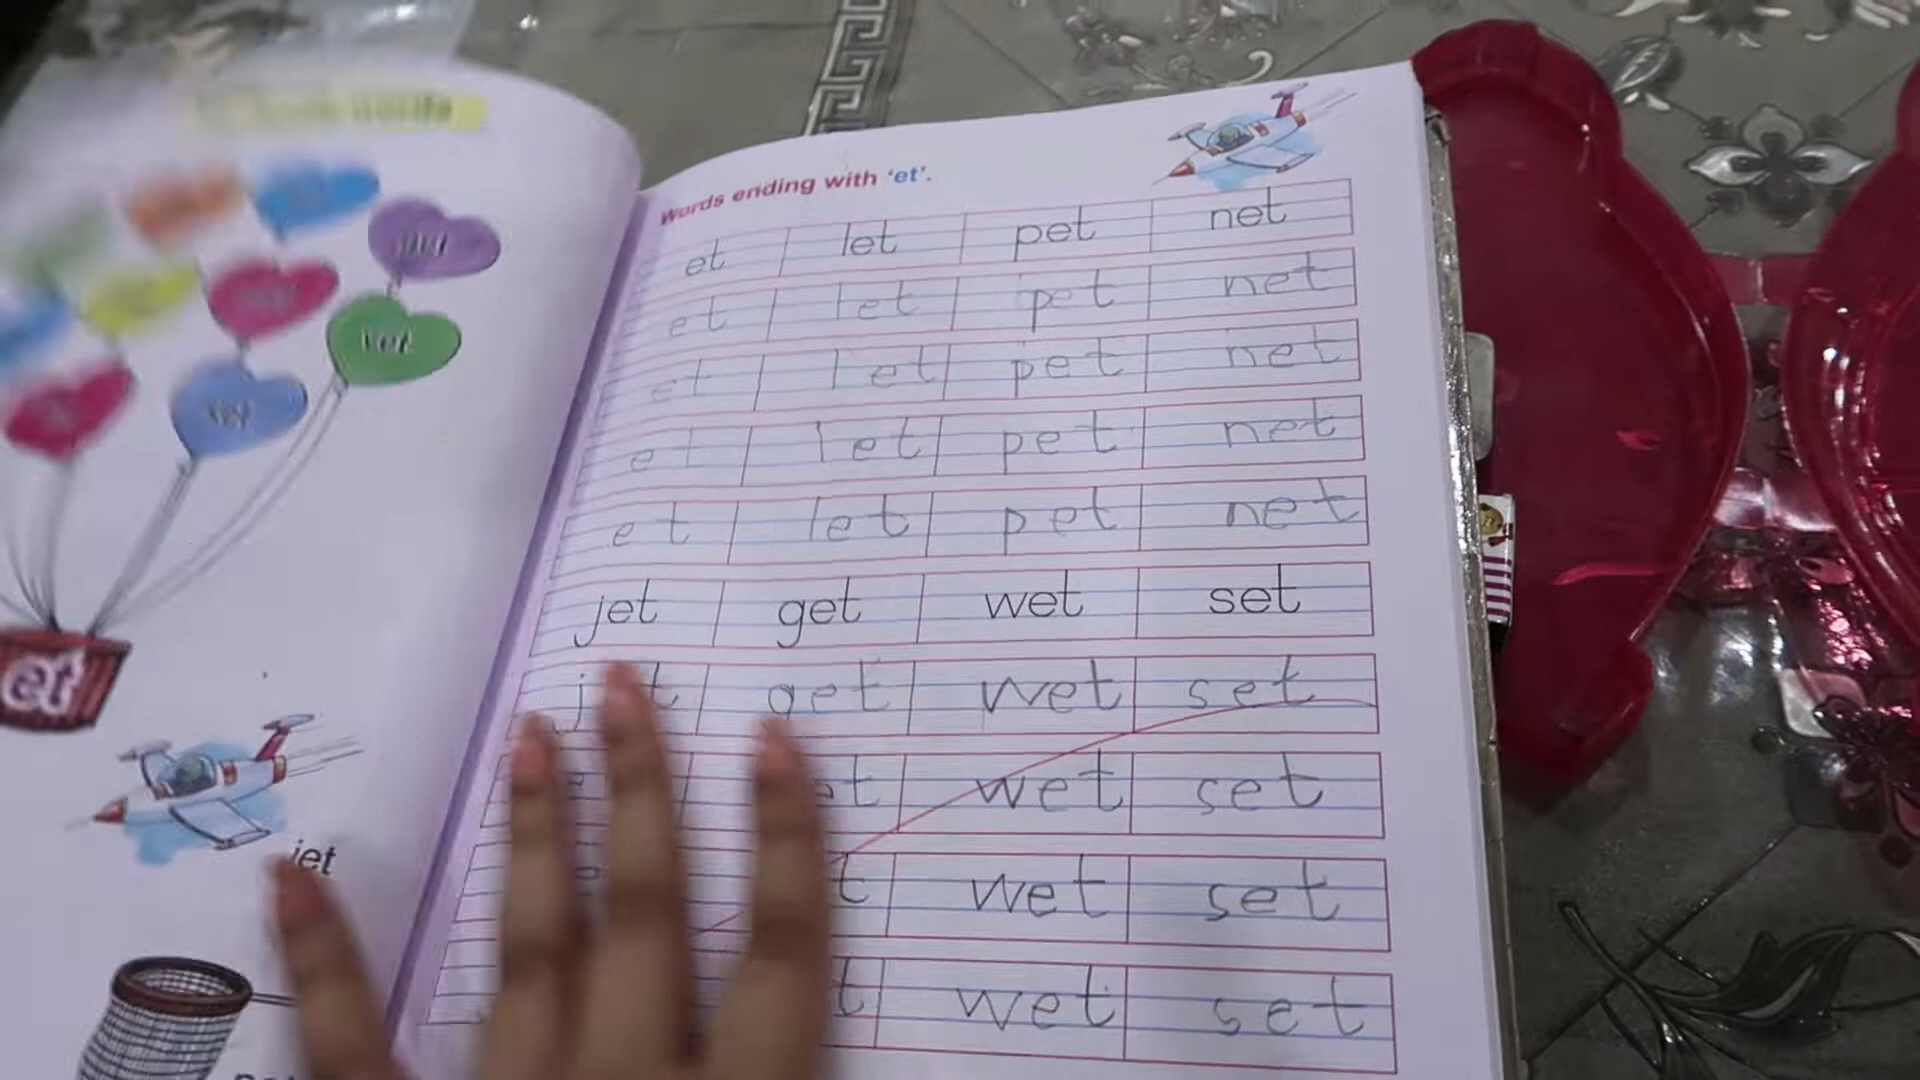 vet
et
jet
Words ending with 'et'.
et let pet net
et let pet net
et let pet net
et let pet net
et let pet net
jet get wet set
get wet set
wet set
wet set
wet set